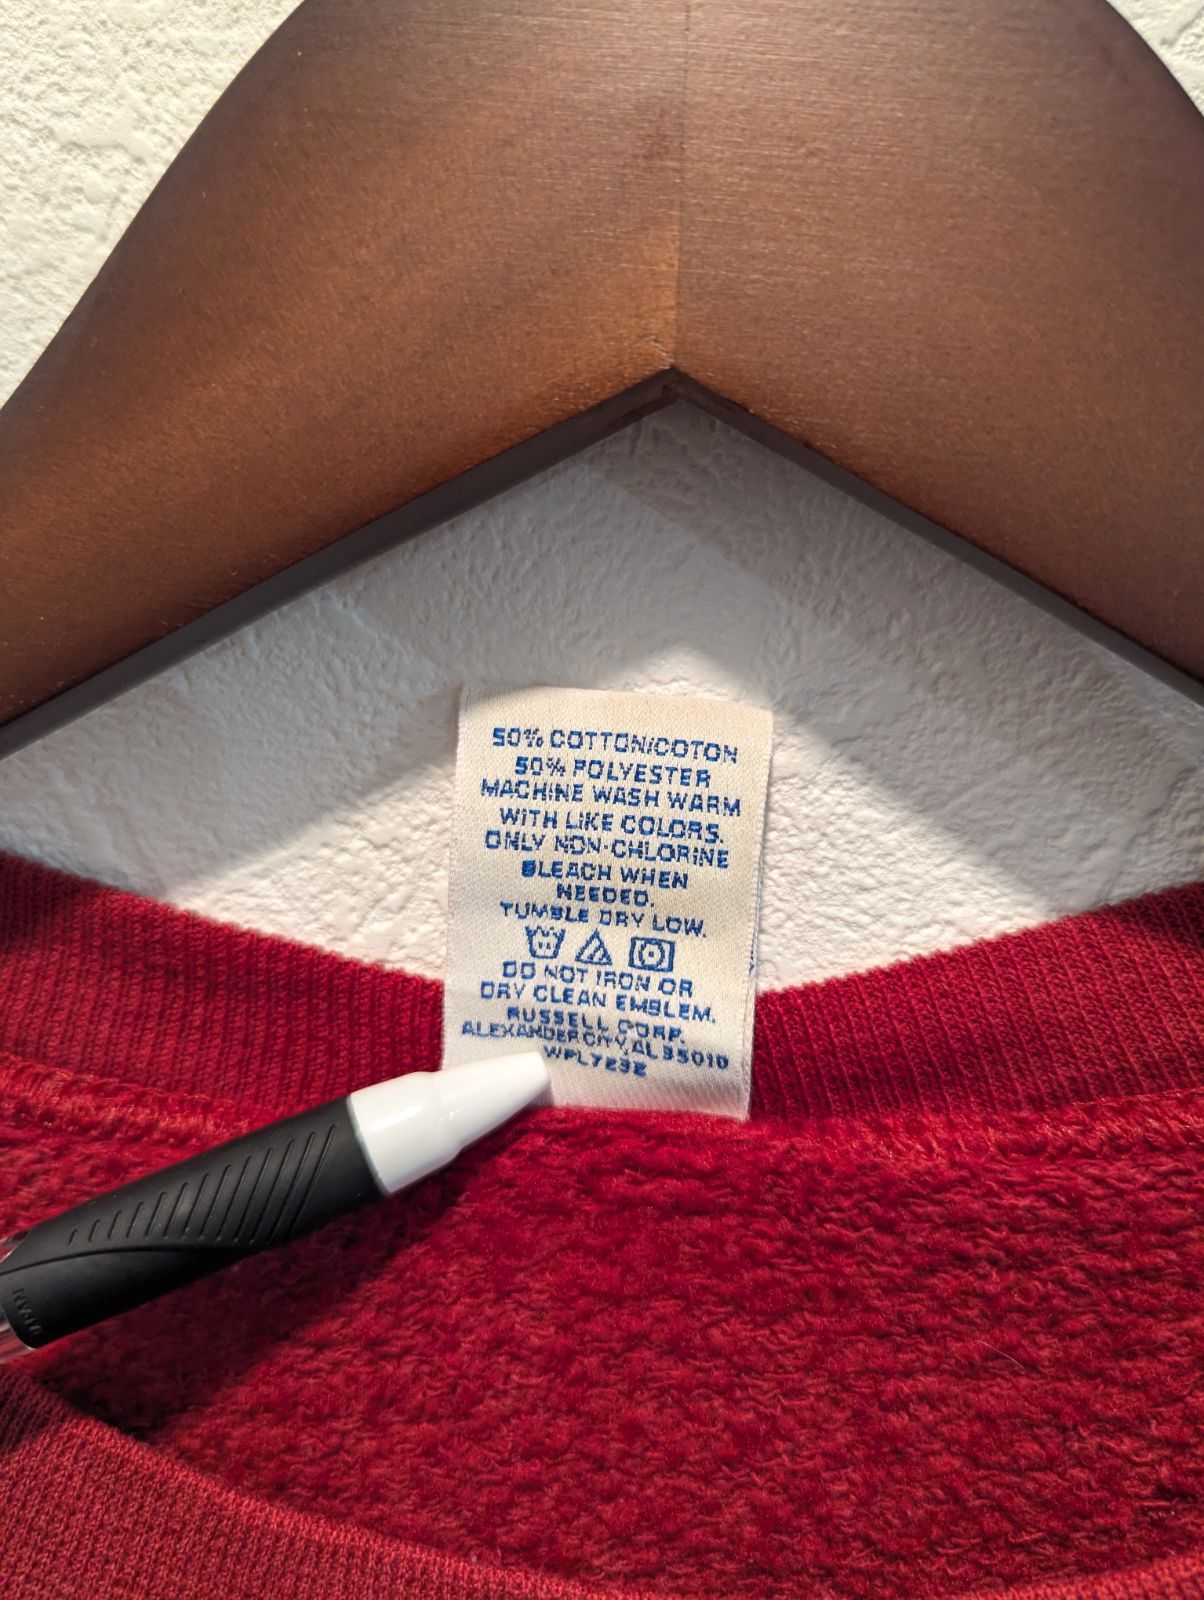 50% COTTON/COTON
50% POLYESTER
MACHINE WASH WARM
WITH LIKE COLORS.
ONLY NON-CHLORINE
BLEACH WHEN
NEEDED.
TUMBLE DRY LOW.
DO NOT IRON OR
DRY CLEAN EMBLEM.
RUSSELL CORP.
ALEXANDER CITY, AL 35010
WPL7232